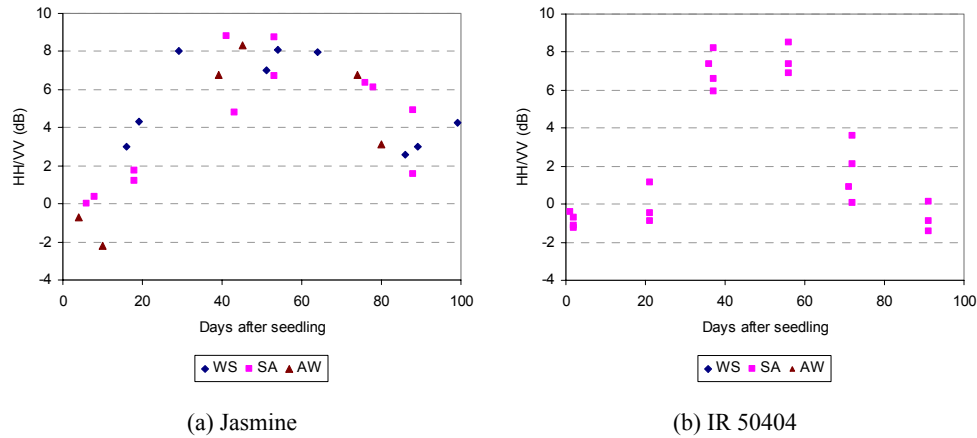 HH/VV (dB)
10
8
6
4
2
0
-2
-4
0 20 40 60 80 100
Days after seedling
WS SA AW
(a) Jasmine
HH/VV (dB)
10
8
6
4
2
0
-2
-4
0 20 40 60 80 100
Days after seedling
WS SA AW
(b) IR 50404